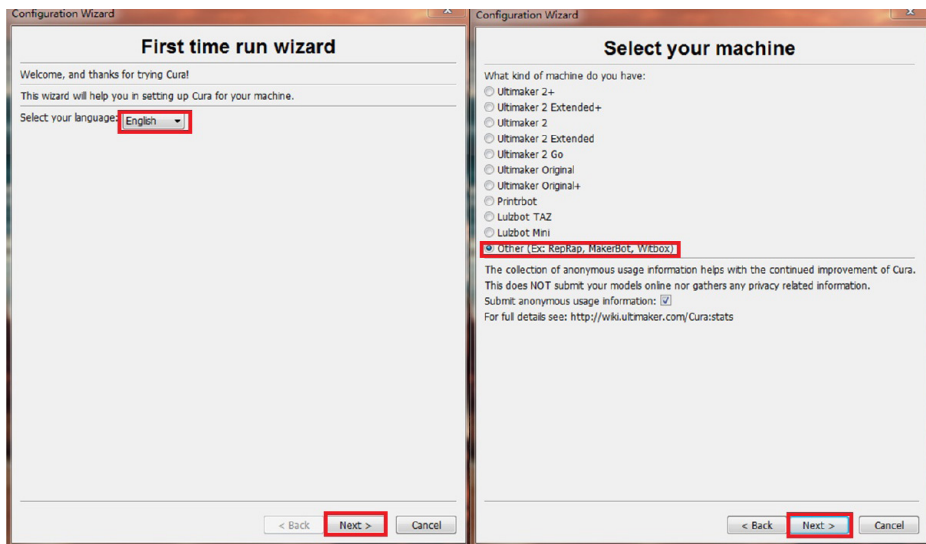 Configuration Wizard
First time run wizard
Welcome, and thanks for trying Cura!
This wizard will help you in setting up Cura for your machine.
Select your language: English
< Back Next > Cancel
Configuration Wizard
Select your machine
What kind of machine do you have:
Ultimaker 2+
Ultimaker 2 Extended+
Ultimaker 2
Ultimaker 2 Extended
Ultimaker 2 Go
Ultimaker Original
Ultimaker Original+
Printrbot
Lulzbot TAZ
Lulzbot Mini
Other (Ex: RepRap, MakerBot, Witbox)
The collection of anonymous usage information helps with the continued improvement of Cura.
This does NOT submit your models online nor gathers any privacy related information.
Submit anonymous usage information:
For full details see: http://wiki.ultimaker.com/Cura:stats
< Back Next > Cancel